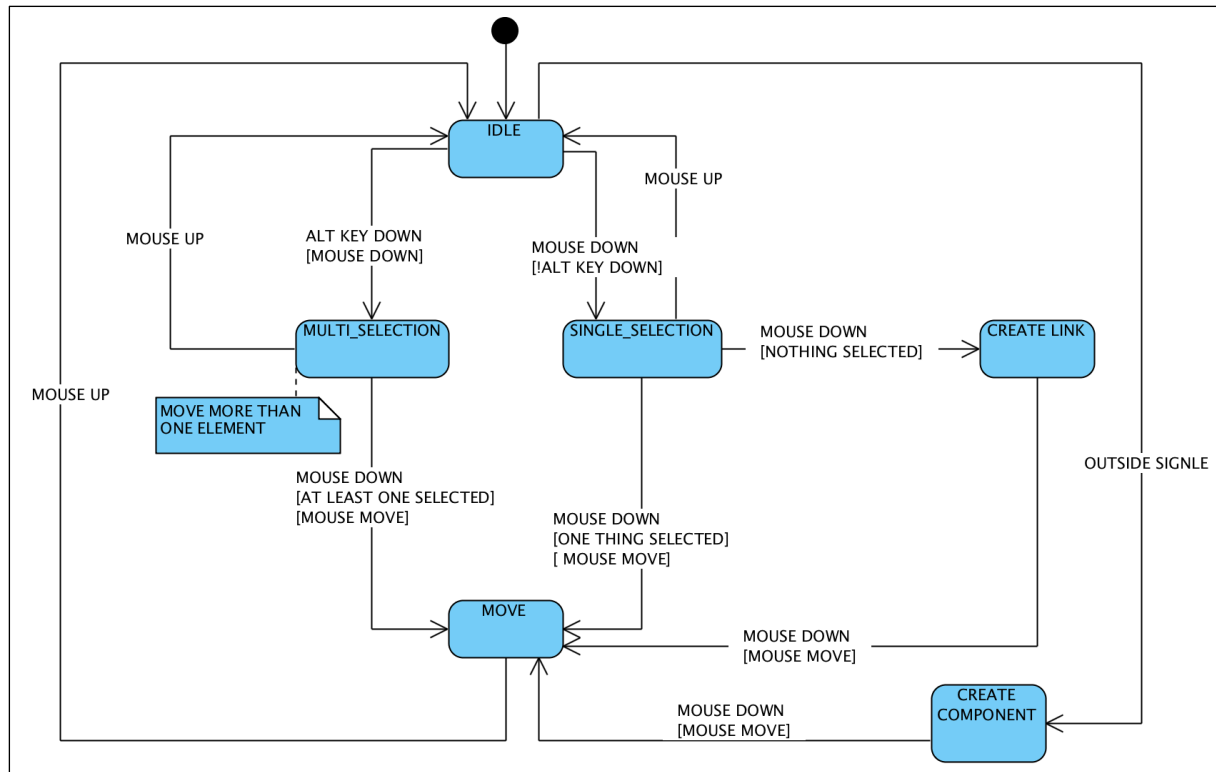 IDLE
MOUSE UP
MOUSE UP
ALT KEY DOWN
[MOUSE DOWN]
MOUSE DOWN
[!ALT KEY DOWN]
MULTI_SELECTION
SINGLE_SELECTION
MOUSE DOWN
[NOTHING SELECTED]
CREATE LINK
MOUSE UP
MOVE MORE THAN
ONE ELEMENT
OUTSIDE SIGNLE
MOUSE DOWN
[AT LEAST ONE SELECTED]
[MOUSE MOVE]
MOUSE DOWN
[ONE THING SELECTED]
[ MOUSE MOVE]
MOVE
MOUSE DOWN
[MOUSE MOVE]
CREATE
COMPONENT
MOUSE DOWN
[MOUSE MOVE]